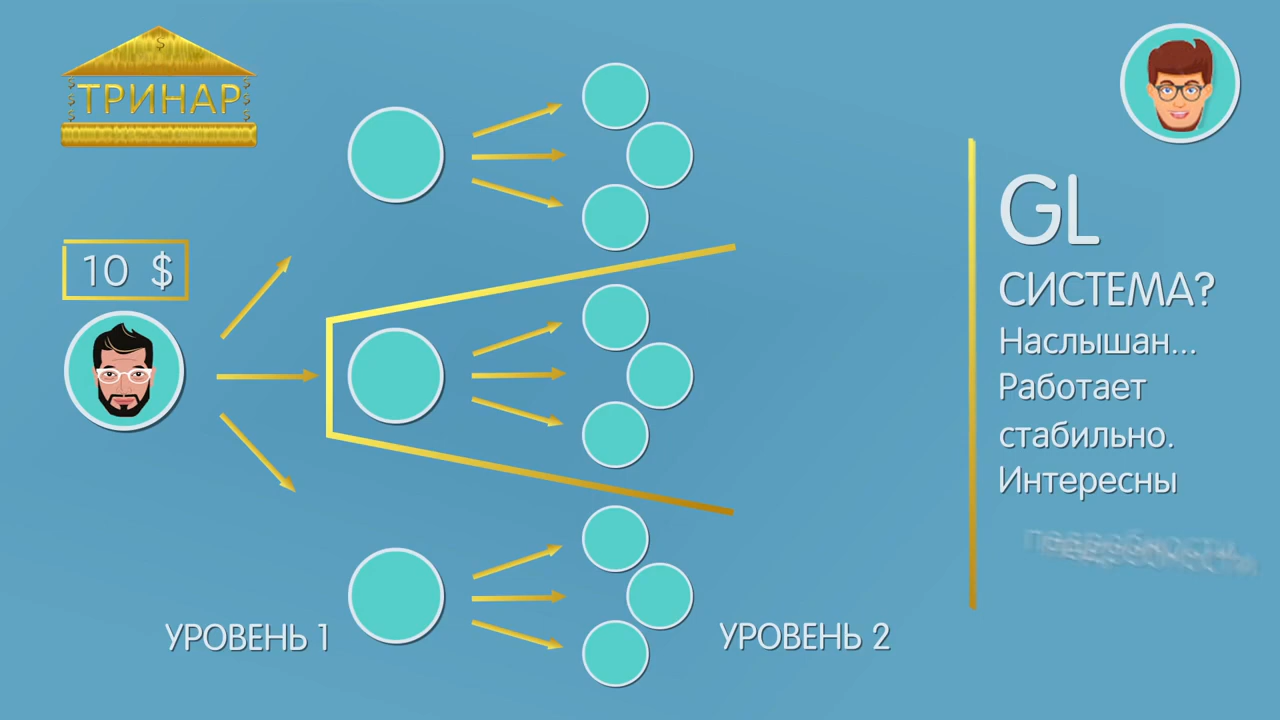 ТРИНАР
10 $
УРОВЕНЬ 1
УРОВЕНЬ 2
GL
СИСТЕМА?
Наслышан...
Работает
стабильно.
Интересны